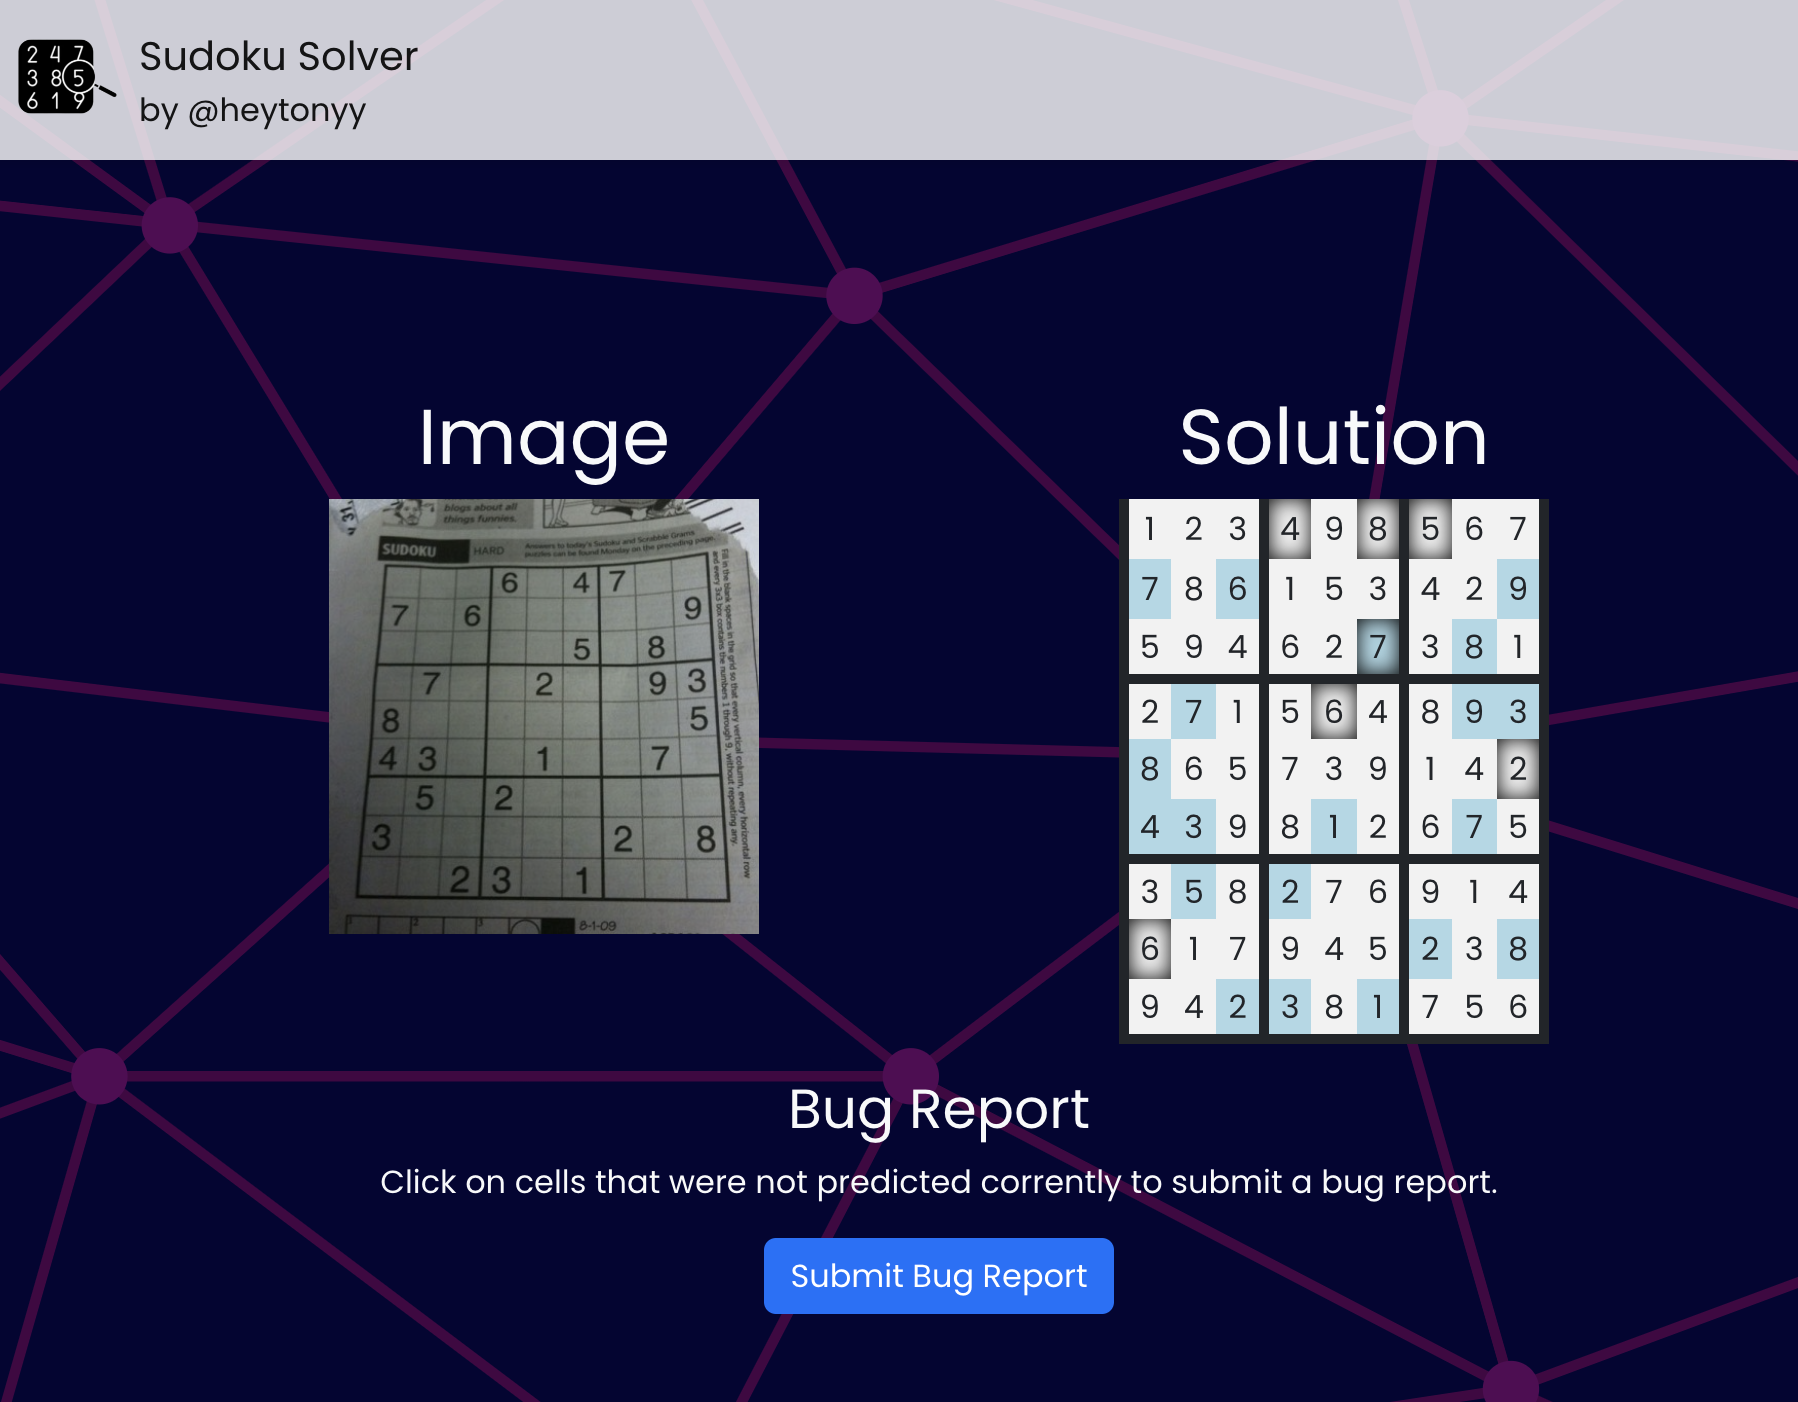 2 4 7
3 8 5
6 1 9
Sudoku Solver
by @heytonyy
Image
Solution
31.
blogs about all
things funnies.
SUDOKU HARD Answers to today's Sudoku and Scrabble Grams
puzzles can be found Monday on the preceding page.
Fill in the blank spaces in the grid so that every vertical column, every horizontal row
and every 3x3 box contains the numbers 1 through 9, without repeating any.
6 4 7
7 6 9
5 8
7 2 9 3
8 5
4 3 1 7
5 2
3 2 8
2 3 1
8-1-09
1 2 3 4 9 8 5 6 7
7 8 6 1 5 3 4 2 9
5 9 4 6 2 7 3 8 1
2 7 1 5 6 4 8 9 3
8 6 5 7 3 9 1 4 2
4 3 9 8 1 2 6 7 5
3 5 8 2 7 6 9 1 4
6 1 7 9 4 5 2 3 8
9 4 2 3 8 1 7 5 6
Bug Report
Click on cells that were not predicted correctly to submit a bug report.
Submit Bug Report